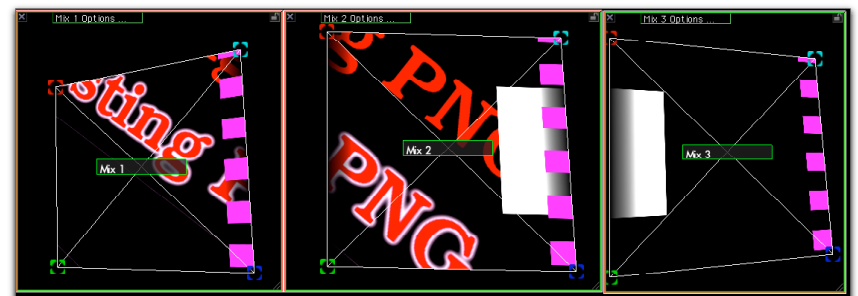 Mix 1 Options ...
sting
Mix 1
Mix 2 Options ...
g PNG
Mix 2
PNG
Mix 3 Options ...
Mix 3